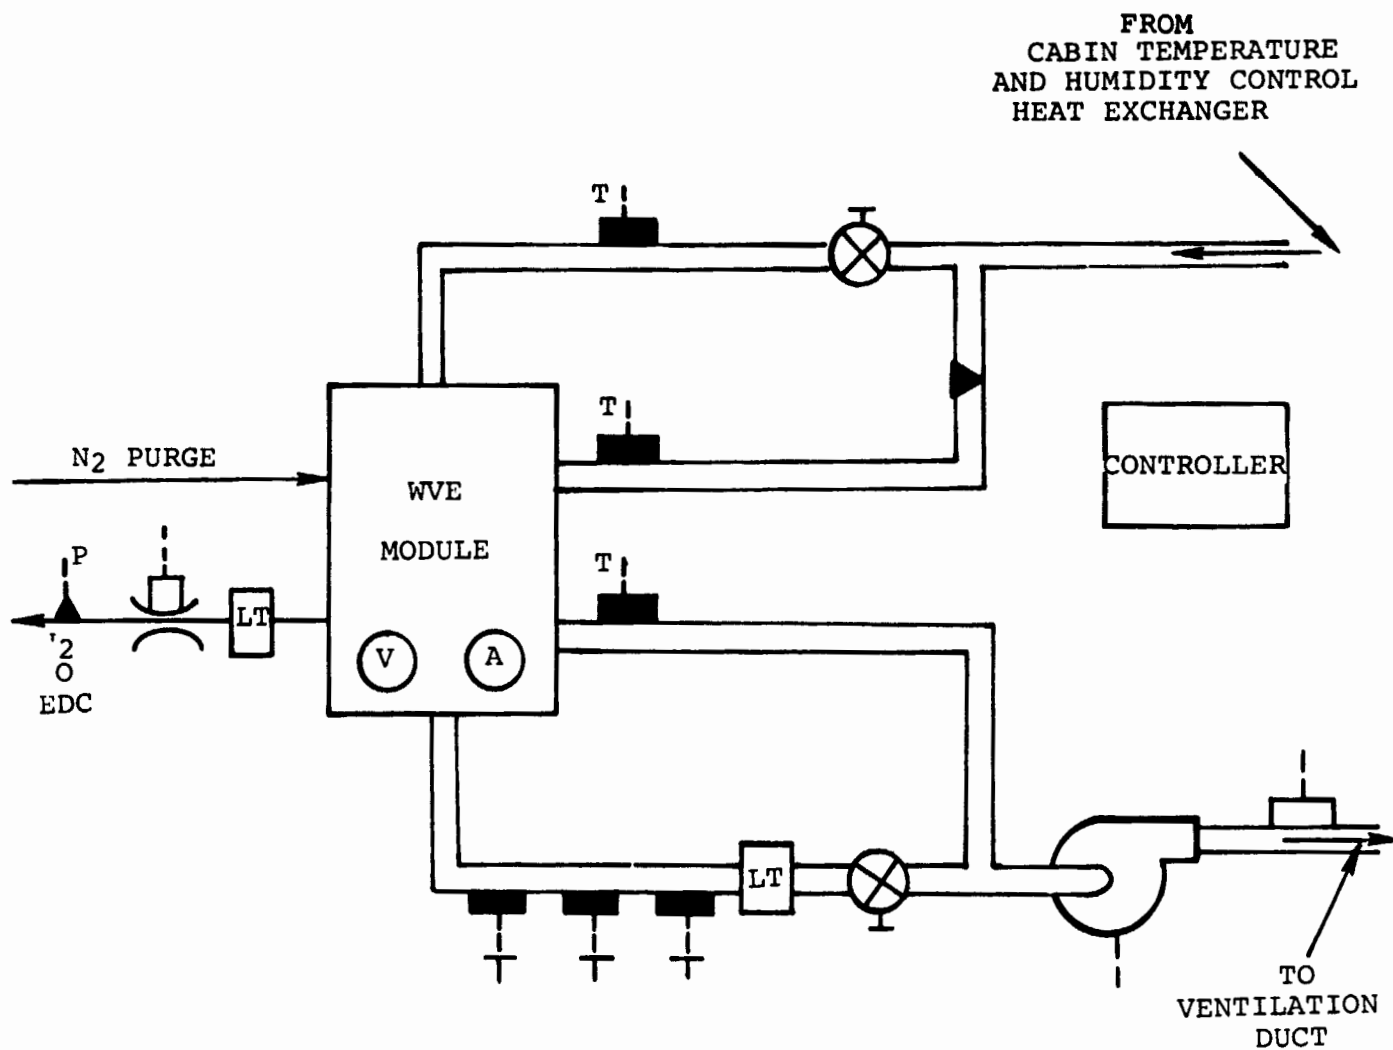 FROM
CABIN TEMPERATURE
AND HUMIDITY CONTROL
HEAT EXCHANGER
T
T
N2 PURGE
WVE
MODULE
CONTROLLER
T
P
LT
V
A
2
O
EDC
LT
T
T
T
TO
VENTILATION
DUCT